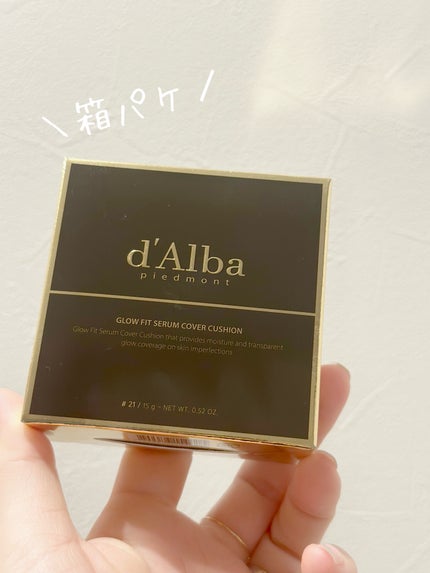 \ 箱パケ /
d'Alba
piedmont
GLOW FIT SERUM COVER CUSHION
Glow Fit Serum Cover Cushion that provides moisture and transparent
glow coverage on skin imperfections
# 21 / 15 g - NET WT. 0.52 OZ.